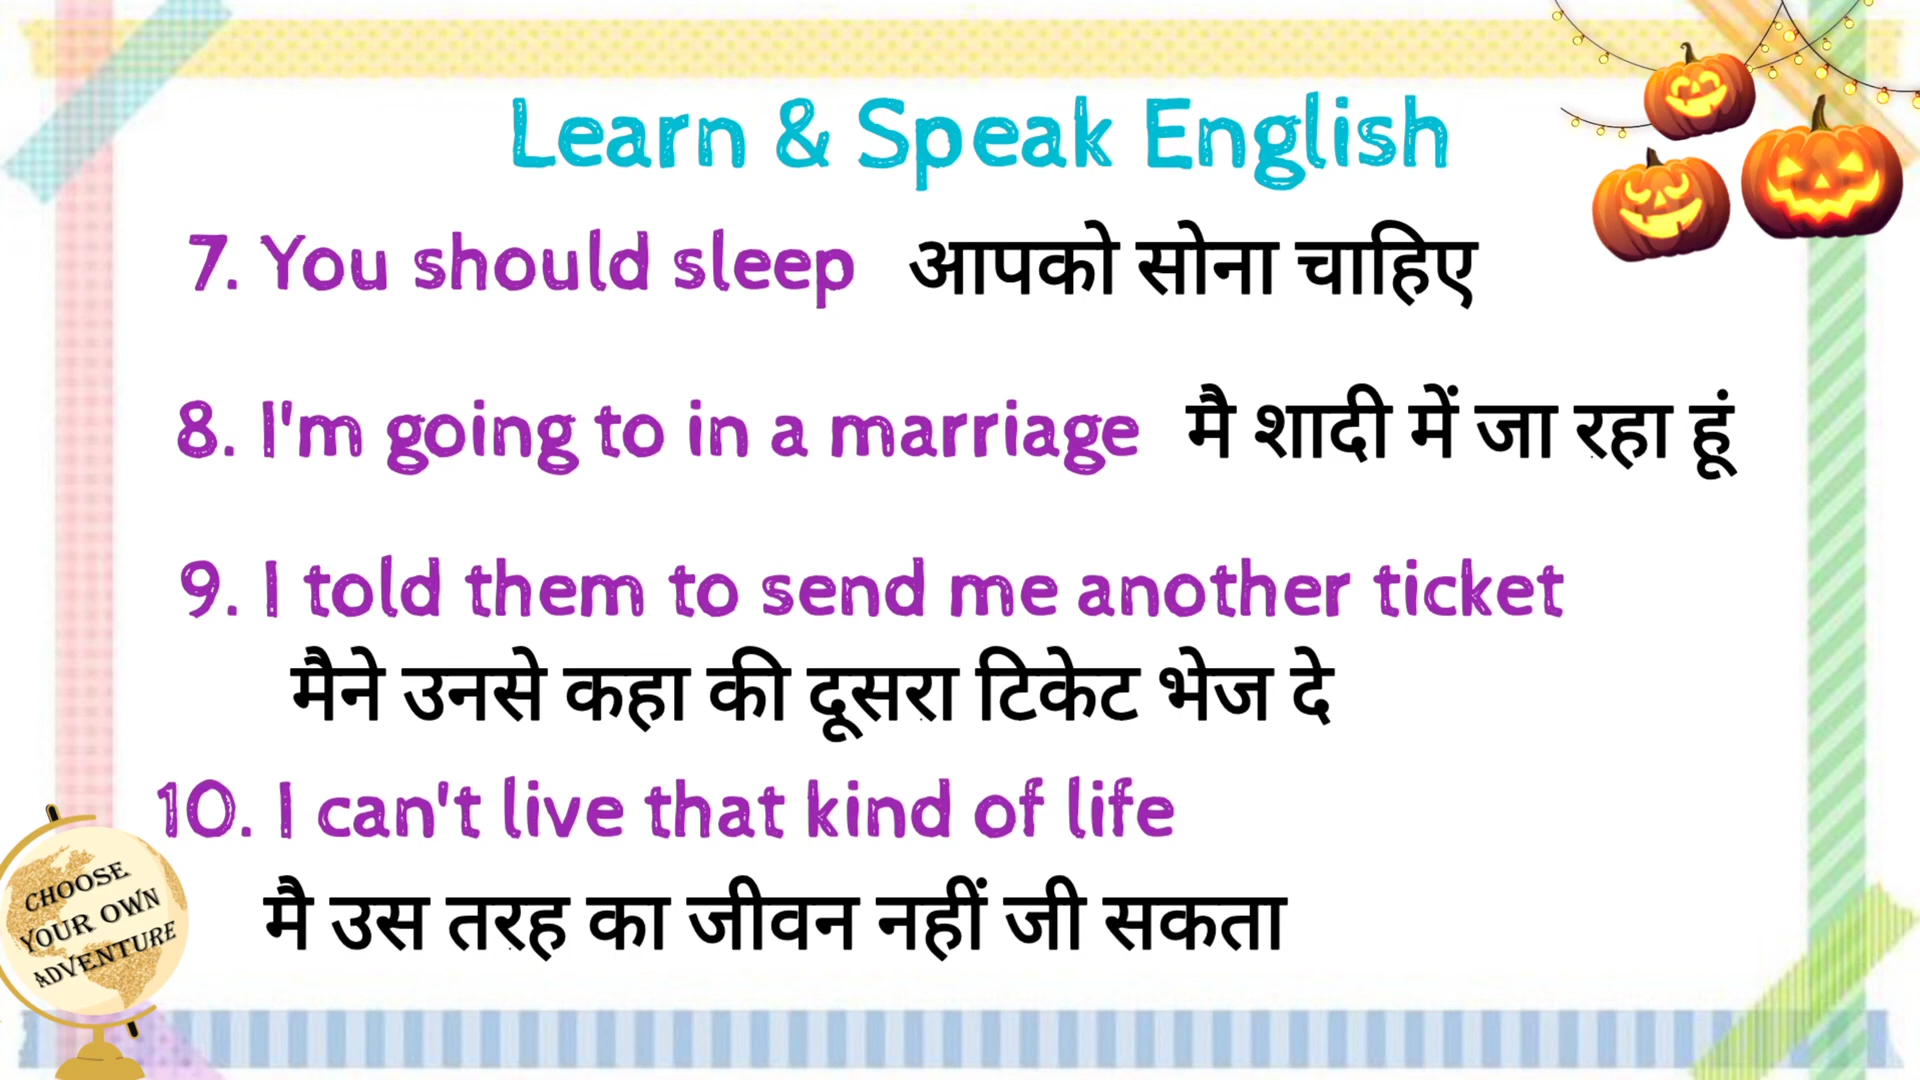 Learn & Speak English
7. You should sleep आपको सोना चाहिए
8. I'm going to in a marriage मै शादी में जा रहा हूं
9. I told them to send me another ticket
मैने उनसे कहा की दूसरा टिकेट भेज दे
10. I can't live that kind of life
मै उस तरह का जीवन नहीं जी सकता
CHOOSE
YOUR OWN
ADVENTURE